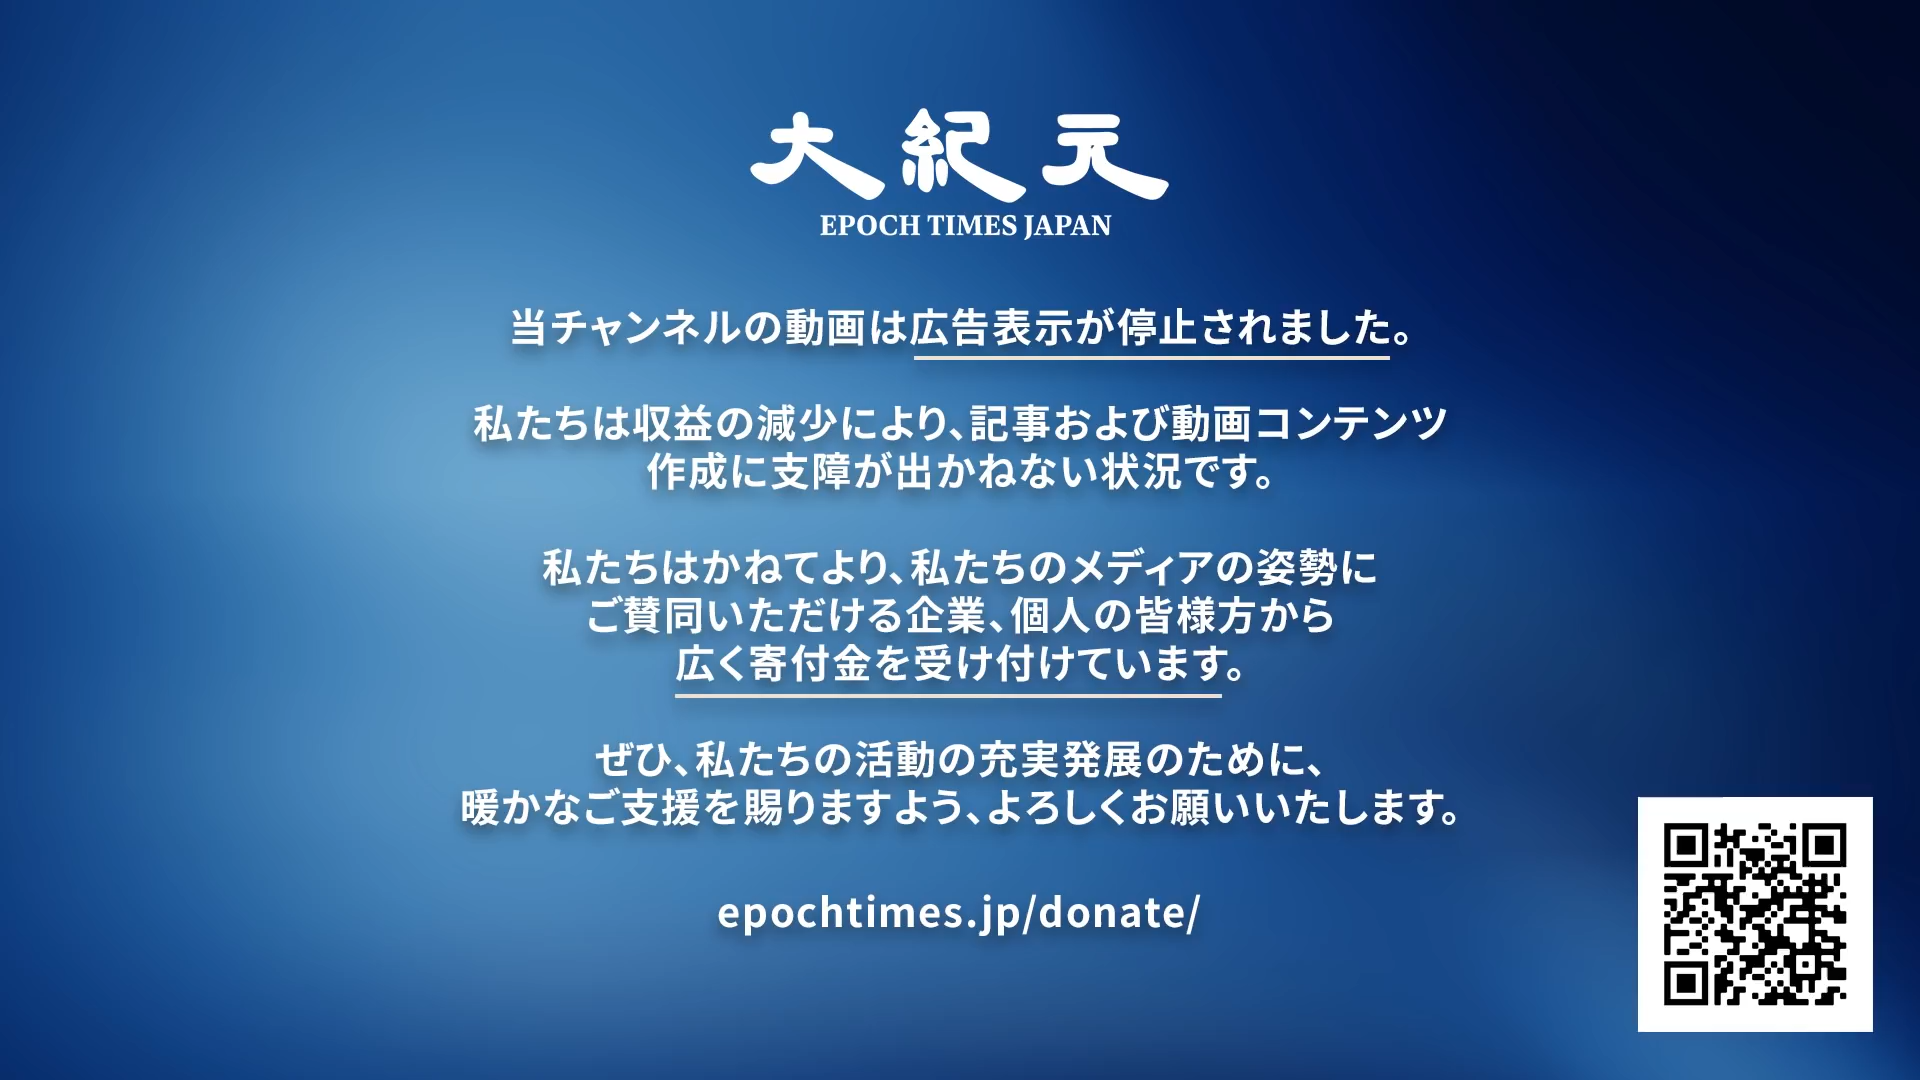 大紀元
EPOCH TIMES JAPAN
当チャンネルの動画は広告表示が停止されました。
私たちは収益の減少により、記事および動画コンテンツ
作成に支障が出かねない状況です。
私たちはかねてより、私たちのメディアの姿勢に
ご賛同いただける企業、個人の皆様方から
広く寄付金を受け付けています。
ぜひ、私たちの活動の充実発展のために、
暖かなご支援を賜りますよう、よろしくお願いいたします。
epochtimes.jp/donate/